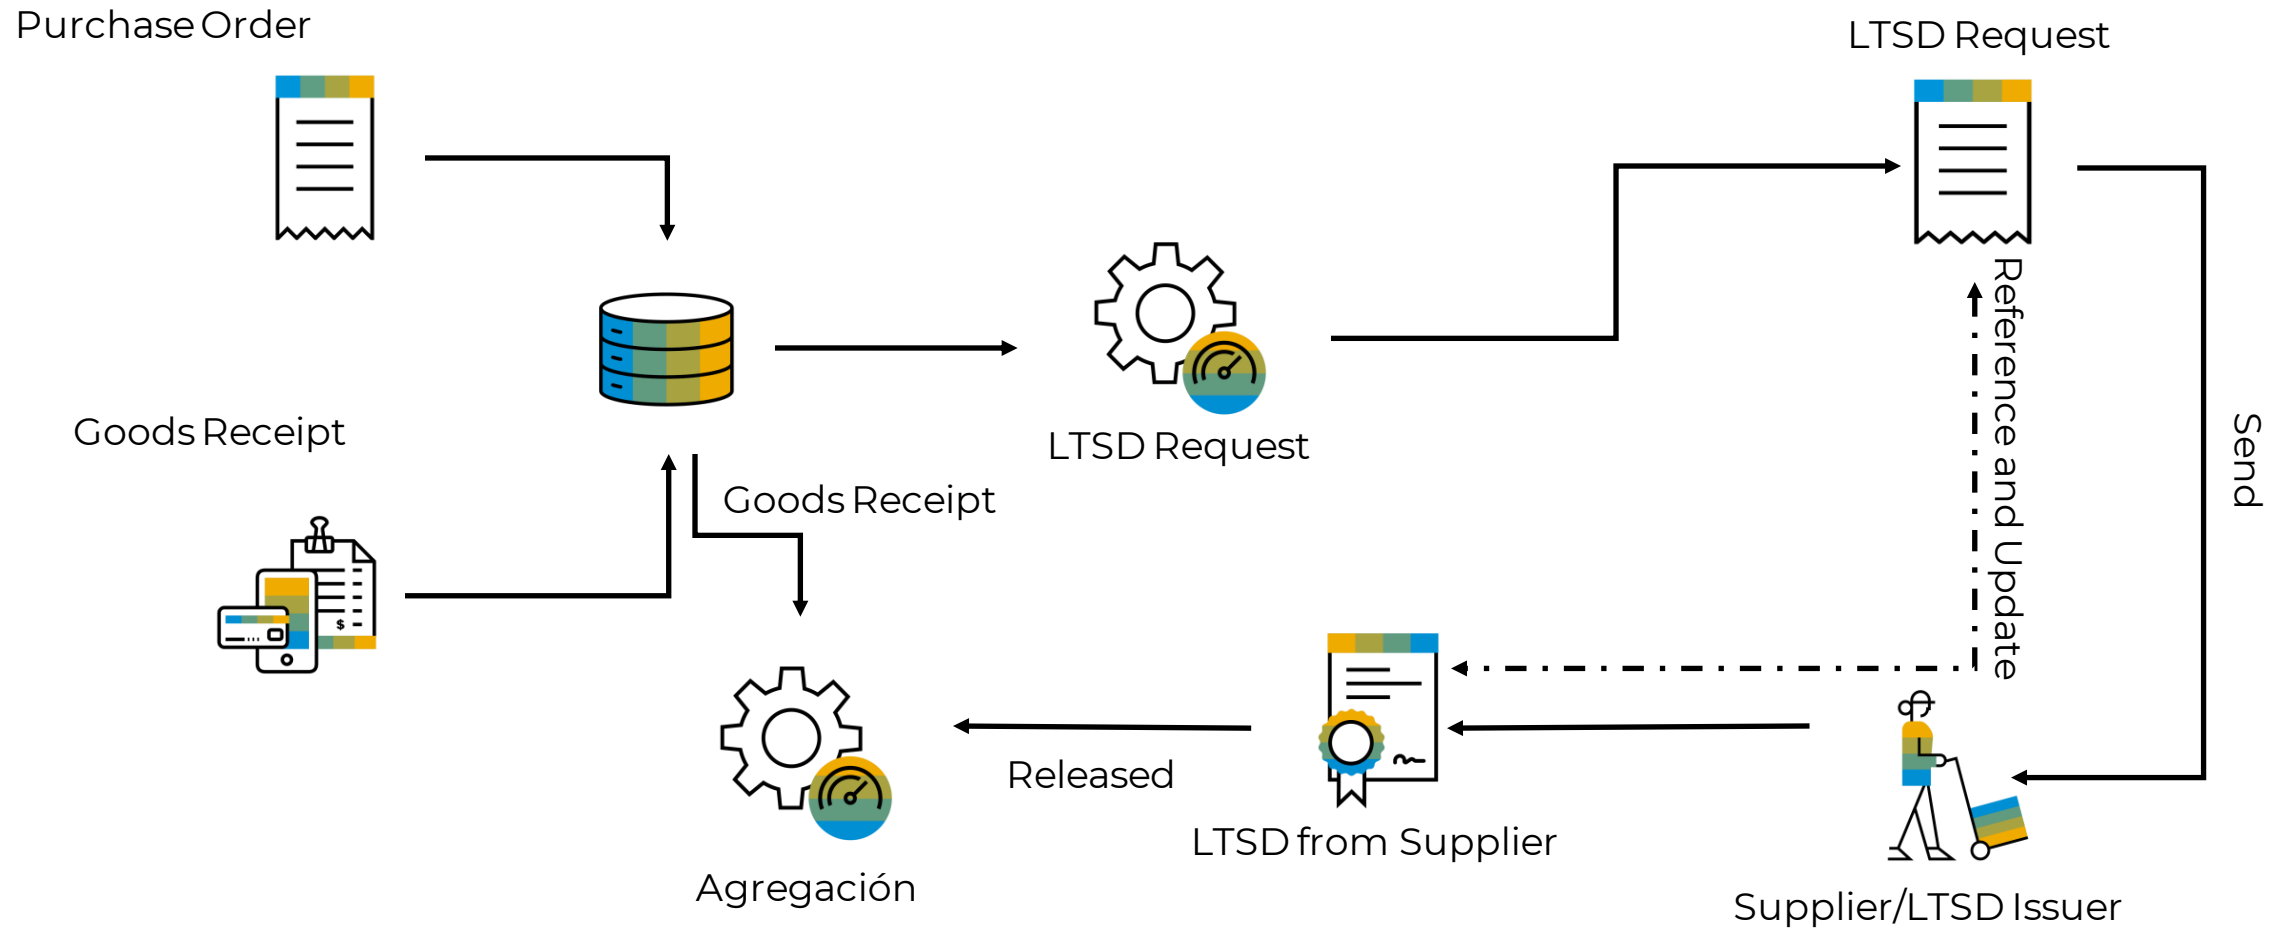 Purchase Order
LTSD Request
Goods Receipt
LTSD Request
Goods Receipt
Reference and Update
Send
$
Released
LTSD from Supplier
Agregación
Supplier/LTSD Issuer